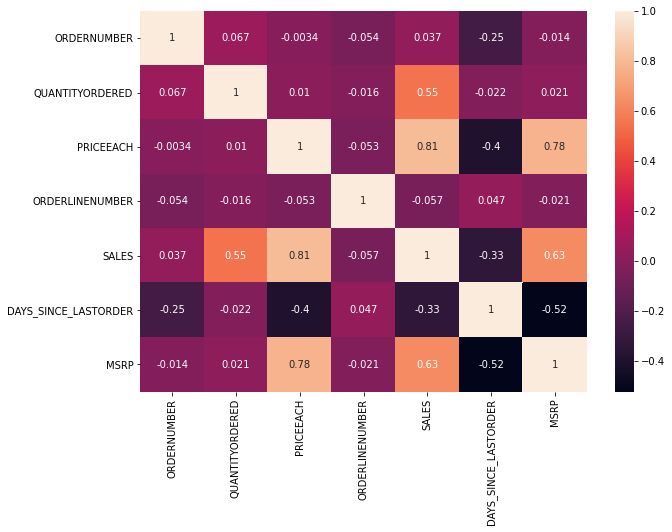 ORDERNUMBER 1 0.067 -0.0034 -0.054 0.037 -0.25 -0.014
QUANTITYORDERED 0.067 1 0.01 -0.016 0.55 -0.022 0.021
PRICEEACH -0.0034 0.01 1 -0.053 0.81 -0.4 0.78
ORDERLINENUMBER -0.054 -0.016 -0.053 1 -0.057 0.047 -0.021
SALES 0.037 0.55 0.81 -0.057 1 -0.33 0.63
DAYS_SINCE_LASTORDER -0.25 -0.022 -0.4 0.047 -0.33 1 -0.52
MSRP -0.014 0.021 0.78 -0.021 0.63 -0.52 1
ORDERNUMBER
QUANTITYORDERED
PRICEEACH
ORDERLINENUMBER
SALES
DAYS_SINCE_LASTORDER
MSRP
1.0
0.8
0.6
0.4
0.2
0.0
−0.2
−0.4